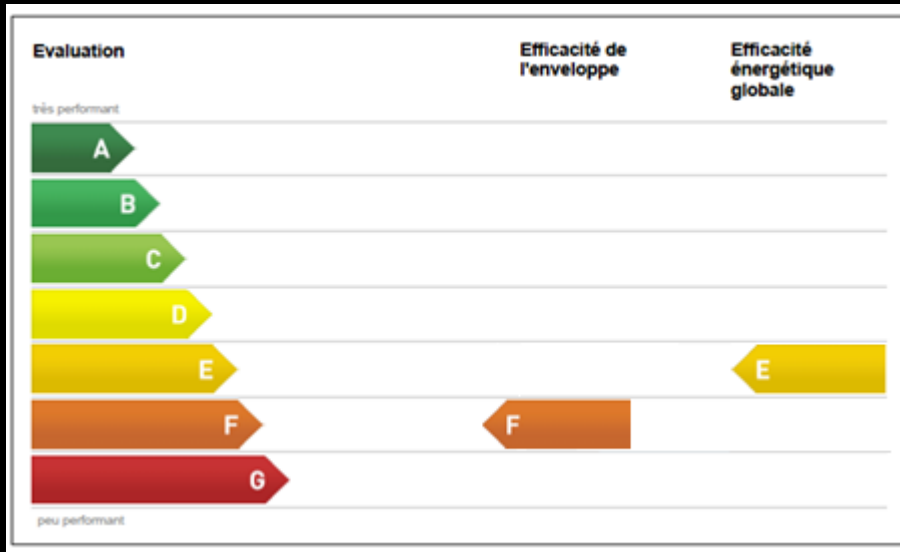 Evaluation
Efficacité de
l'enveloppe
Efficacité
énergétique
globale
très performant
A
B
C
D
E
E
F
F
G
peu performant